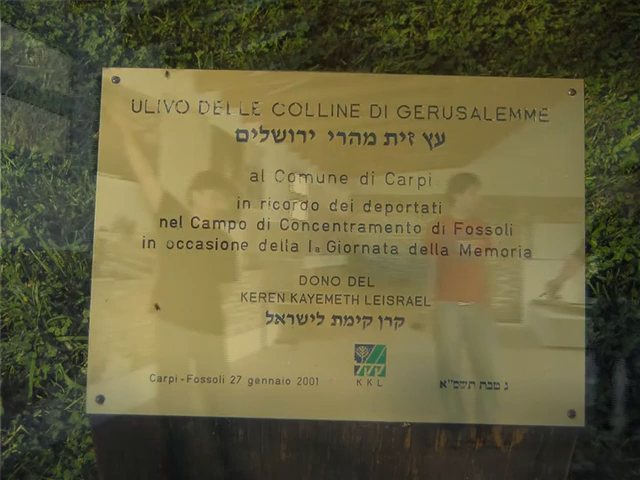 ULIVO DELLE COLLINE DI GERUSALEMME
עץ זית מהרי ירושלים
al Comune di Carpi
in ricordo dei deportati
nel Campo di Concentramento di Fossoli
in occasione della Iª Giornata della Memoria
DONO DEL
KEREN KAYEMETH LEISRAEL
קרן קימת לישראל
KKL
Carpi - Fossoli 27 gennaio 2001
ג טבת תשס"א